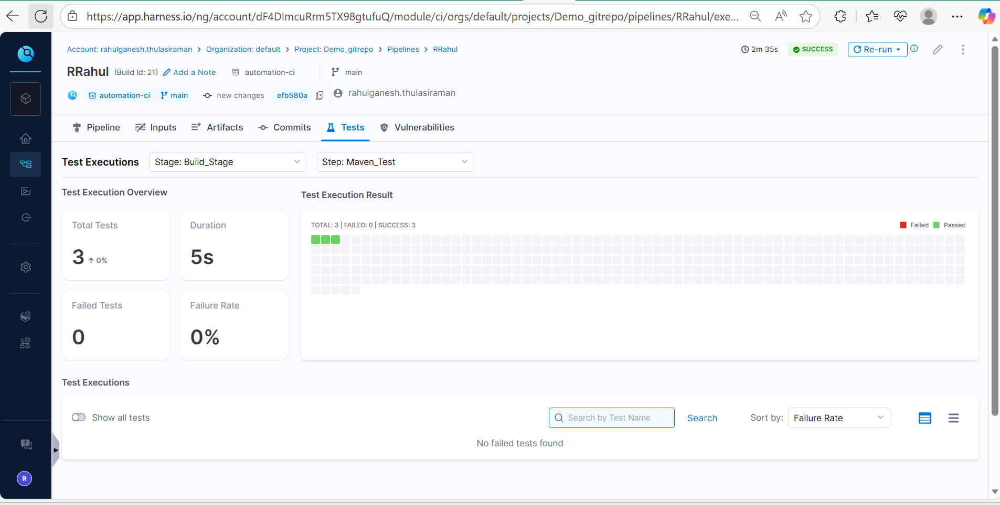 https://app.harness.io/ng/account/dF4DImcuRrm5TX98gtufuQ/module/ci/orgs/default/projects/Demo_gitrepo/pipelines/RRahul/exe...
Account: rahulganesh.thulasiraman > Organization: default > Project: Demo_gitrepo > Pipelines > RRahul
2m 35s SUCCESS Re-run
RRahul (Build Id: 21) Add a Note automation-ci main
automation-ci main new changes efb580a rahulganesh.thulasiraman
Pipeline Inputs Artifacts Commits Tests Vulnerabilities
Test Executions Stage: Build_Stage Step: Maven_Test
Test Execution Overview
Test Execution Result
Total Tests Duration
TOTAL: 3 | FAILED: 0 | SUCCESS: 3 Failed Passed
3 ↑ 0% 5s
Failed Tests Failure Rate
0 0%
Test Executions
Show all tests Search by Test Name Search Sort by: Failure Rate
No failed tests found
R